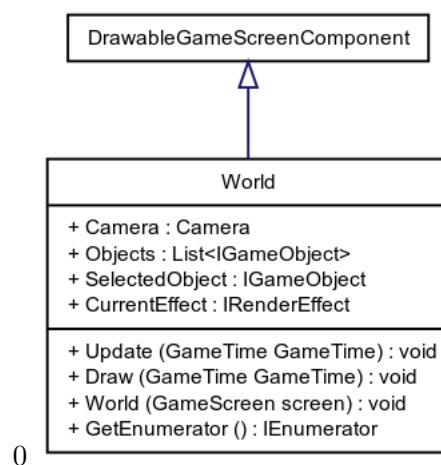 DrawableGameScreenComponent
World
+ Camera : Camera
+ Objects : List<IGameObject>
+ SelectedObject : IGameObject
+ CurrentEffect : IRenderEffect
+ Update (GameTime GameTime) : void
+ Draw (GameTime GameTime) : void
+ World (GameScreen screen) : void
+ GetEnumerator () : IEnumerator
0